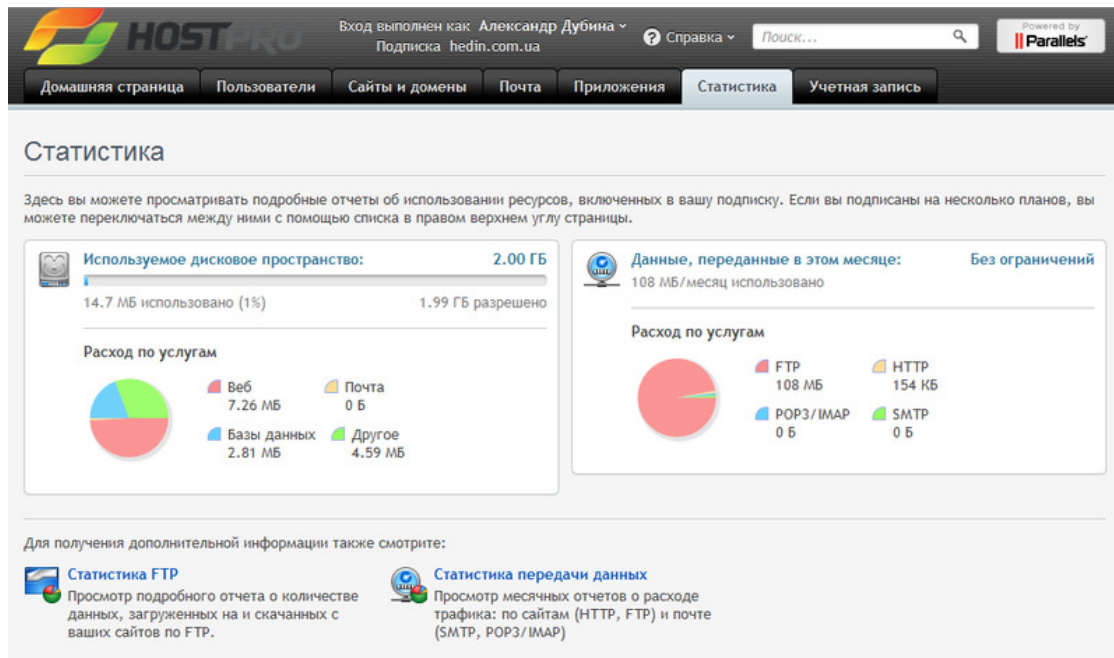 HOSTPRO
Вход выполнен как Александр Дубина
Подписка hedin.com.ua
Справка
Поиск...
Powered by
Parallels
Домашняя страница Пользователи Сайты и домены Почта Приложения Статистика Учетная запись
Статистика
Здесь вы можете просматривать подробные отчеты об использовании ресурсов, включенных в вашу подписку. Если вы подписаны на несколько планов, вы
можете переключаться между ними с помощью списка в правом верхнем углу страницы.
Используемое дисковое пространство: 2.00 ГБ
14.7 МБ использовано (1%) 1.99 ГБ разрешено
Расход по услугам
Веб Почта
7.26 МБ 0 Б
Базы данных Другое
2.81 МБ 4.59 МБ
Данные, переданные в этом месяце: Без ограничений
108 МБ/месяц использовано
Расход по услугам
FTP HTTP
108 МБ 154 КБ
POP3/IMAP SMTP
0 Б 0 Б
Для получения дополнительной информации также смотрите:
Статистика FTP
Просмотр подробного отчета о количестве
данных, загруженных на и скачанных с
ваших сайтов по FTP.
Статистика передачи данных
Просмотр месячных отчетов о расходе
трафика: по сайтам (HTTP, FTP) и почте
(SMTP, POP3/IMAP)